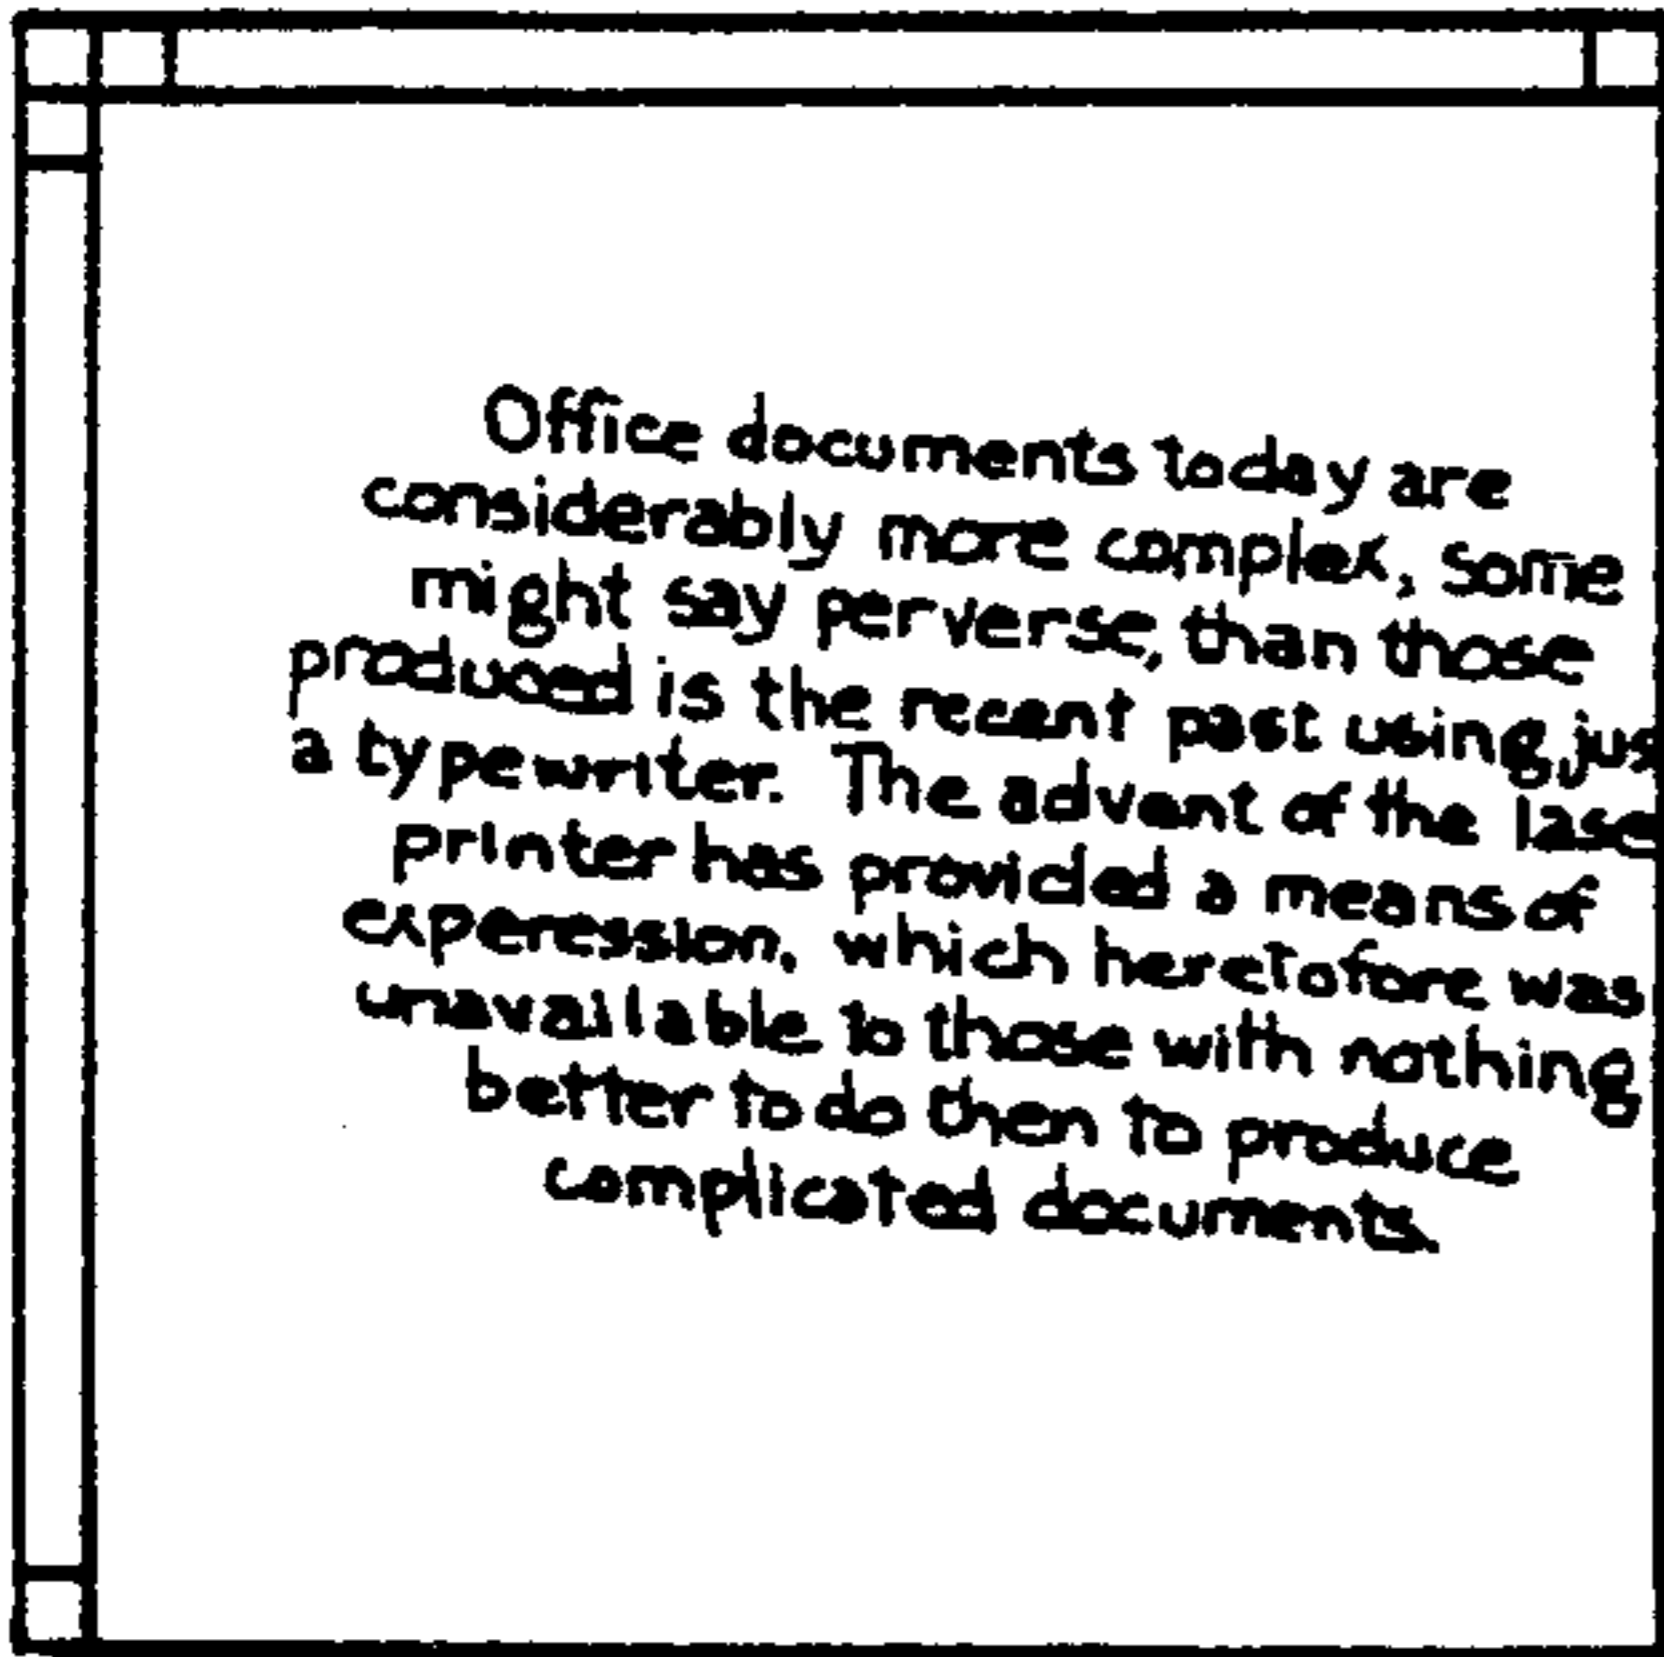 Office documents today are
considerably more complex, some
might say perverse, than those
produced is the recent past using jus
a typewriter. The advent of the lase
printer has provided a means of
experession, which heretofore was
unavailable to those with nothing
better to do then to produce
complicated documents.